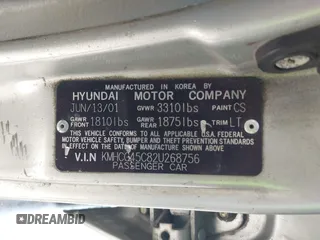 MANUFACTURED IN KOREA BY
HYUNDAI MOTOR COMPANY
JUN/13/01 GVWR 3310lbs PAINT CS
GAWR FRONT 1810lbs GAWR REAR 1875lbs TRIM LT
THIS VEHICLE CONFORMS TO ALL APPLICABLE U.S.A. FEDERAL
MOTOR VEHICLE SAFETY, BUMPER AND THEFT PREVENTION STANDARDS
IN EFFECT ON THE DATE OF MANUFACTURE SHOWN ABOVE.
V.I.N KMHCG45C82U268756
PASSENGER CAR